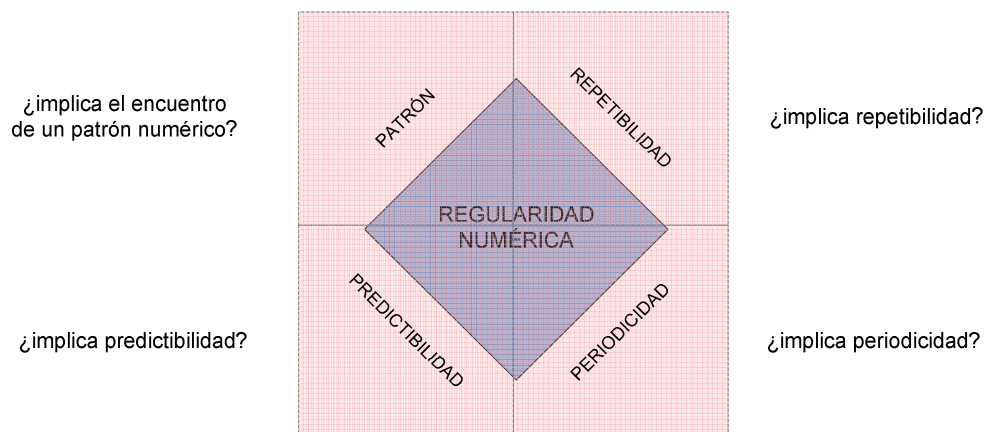 ¿implica el encuentro
de un patrón numérico?
PATRÓN
REPETIBILIDAD
¿implica repetibilidad?
REGULARIDAD
NUMÉRICA
¿implica predictibilidad?
PREDICTIBILIDAD
PERIODICIDAD
¿implica periodicidad?